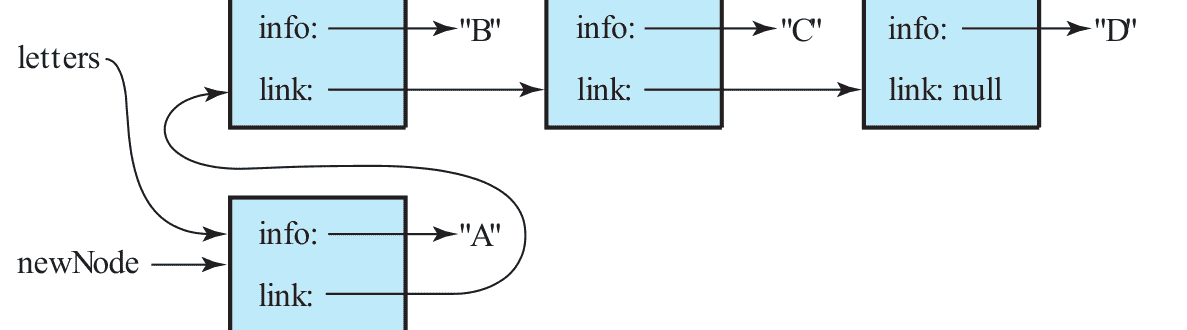 info: "B" info: "C" info: "D"
letters
link: link: link: null
info: "A"
newNode
link: